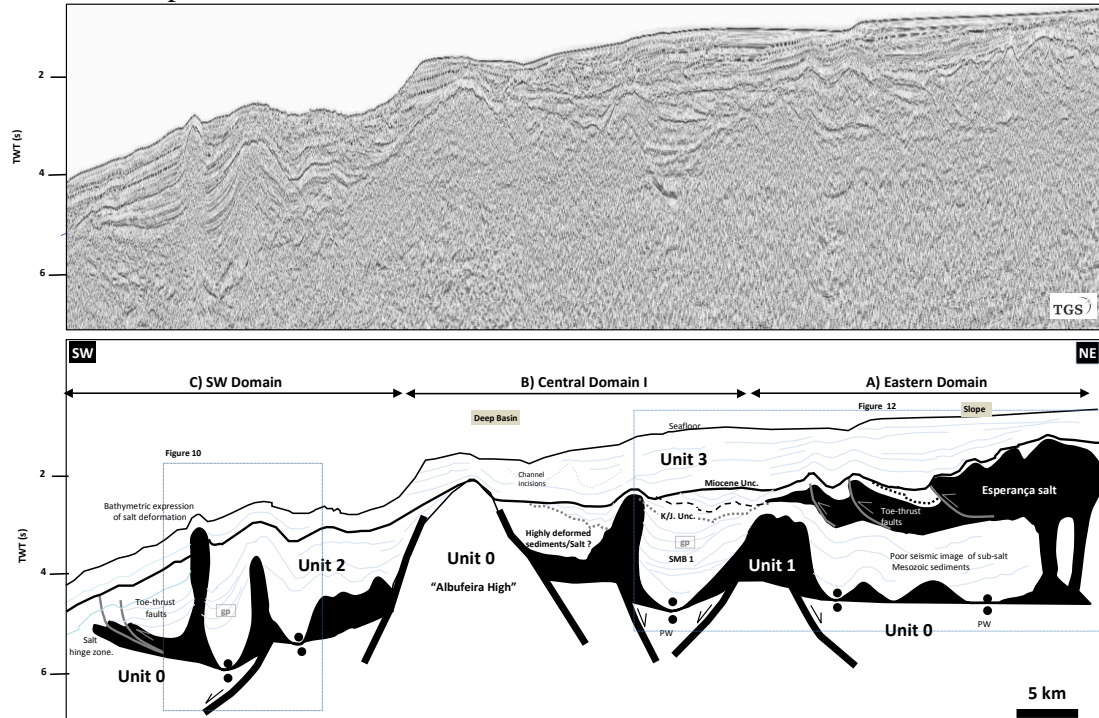 2
4
6
TWT (s)
TGS
SW
NE
C) SW Domain
B) Central Domain I
A) Eastern Domain
Figure 12
Deep Basin
Slope
Seafloor
Figure 10
Unit 3
2
Channel
incisions
Miocene Unc.
Bathymetric expression
of salt deformation
Esperança salt
K/J. Unc.
Toe-thrust
faults
Highly deformed
sediments/Salt ?
gp
SMB 1
Unit 0
Unit 2
Unit 1
Poor seismic image of sub-salt
Mesozoic sediments
4
TWT (s)
"Albufeira High"
Toe-thrust
faults
gp
PW
PW
Unit 0
Salt
hinge zone.
Unit 0
6
5 km